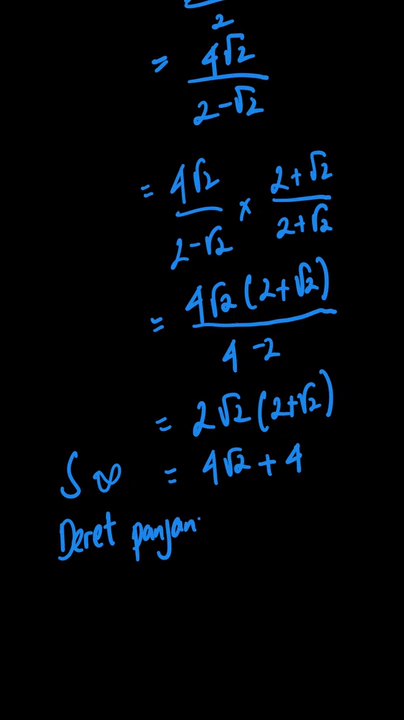 2
= 4√2 / 2-√2
= 4√2 / 2-√2 × 2+√2 / 2+√2
= 4√2 (2+√2) / 4-2
= 2√2 (2+√2)
S∞ = 4√2 + 4
Deret panjan